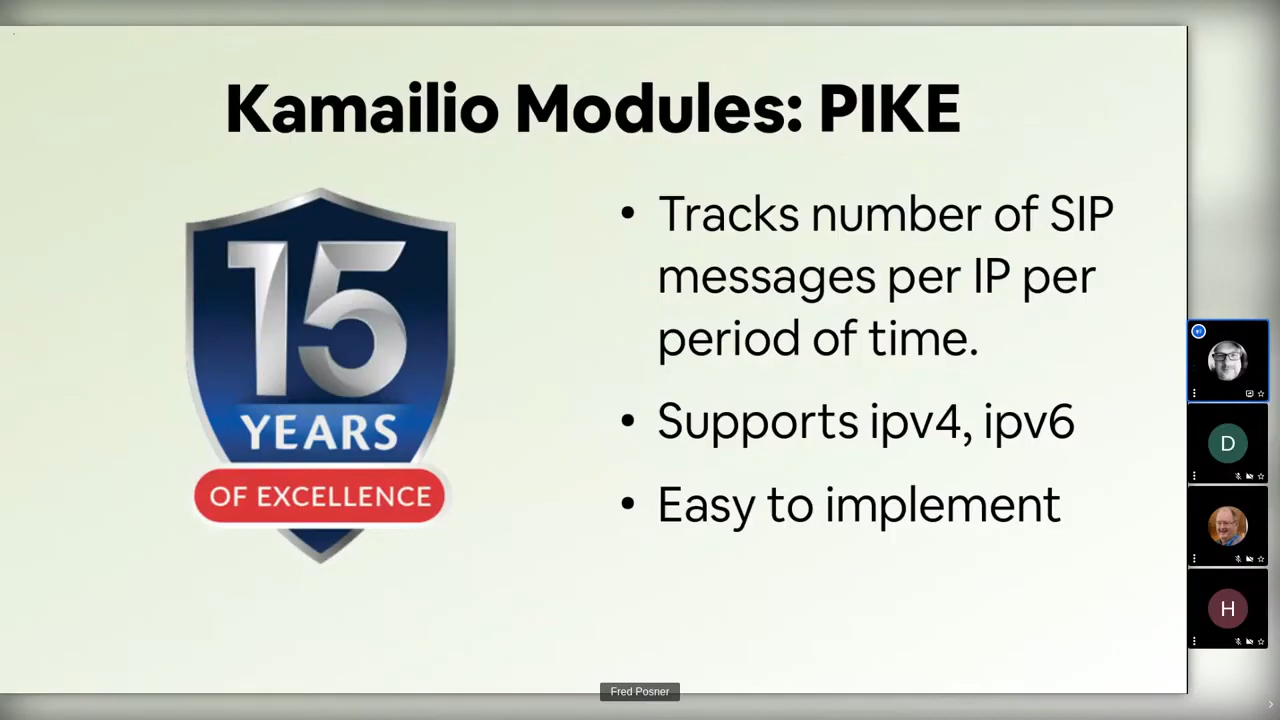 Kamailio Modules: PIKE
15
YEARS
OF EXCELLENCE
• Tracks number of SIP
messages per IP per
period of time.
• Supports ipv4, ipv6
• Easy to implement
D
H
Fred Posner